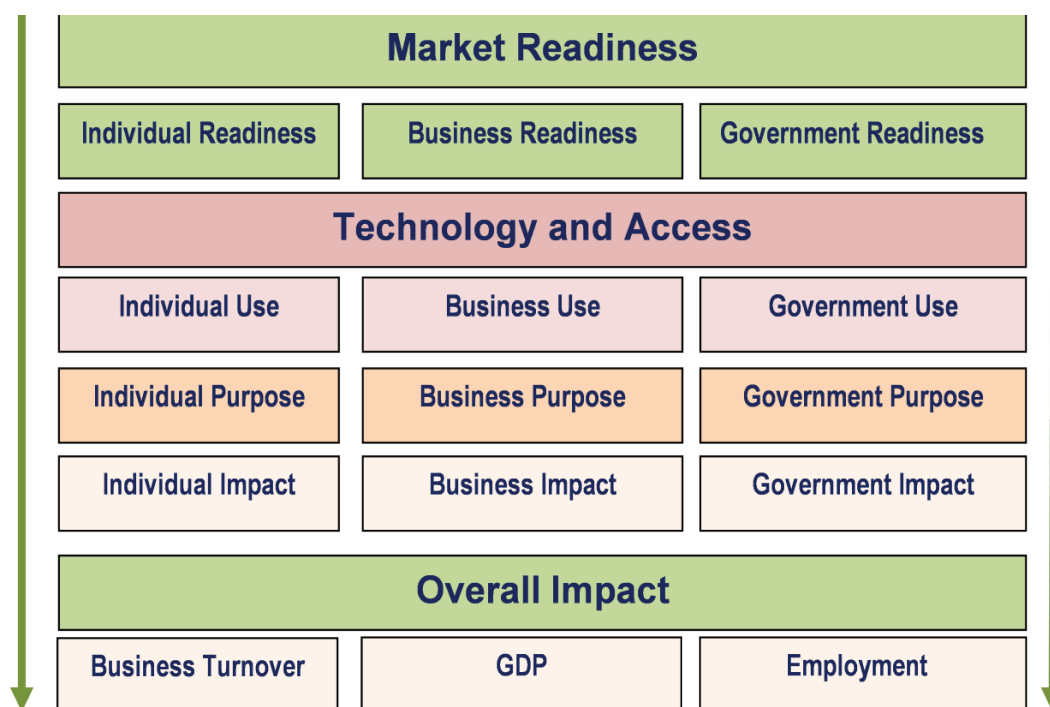 Market Readiness
Individual Readiness
Business Readiness
Government Readiness
Technology and Access
Individual Use
Business Use
Government Use
Individual Purpose
Business Purpose
Government Purpose
Individual Impact
Business Impact
Government Impact
Overall Impact
Business Turnover
GDP
Employment